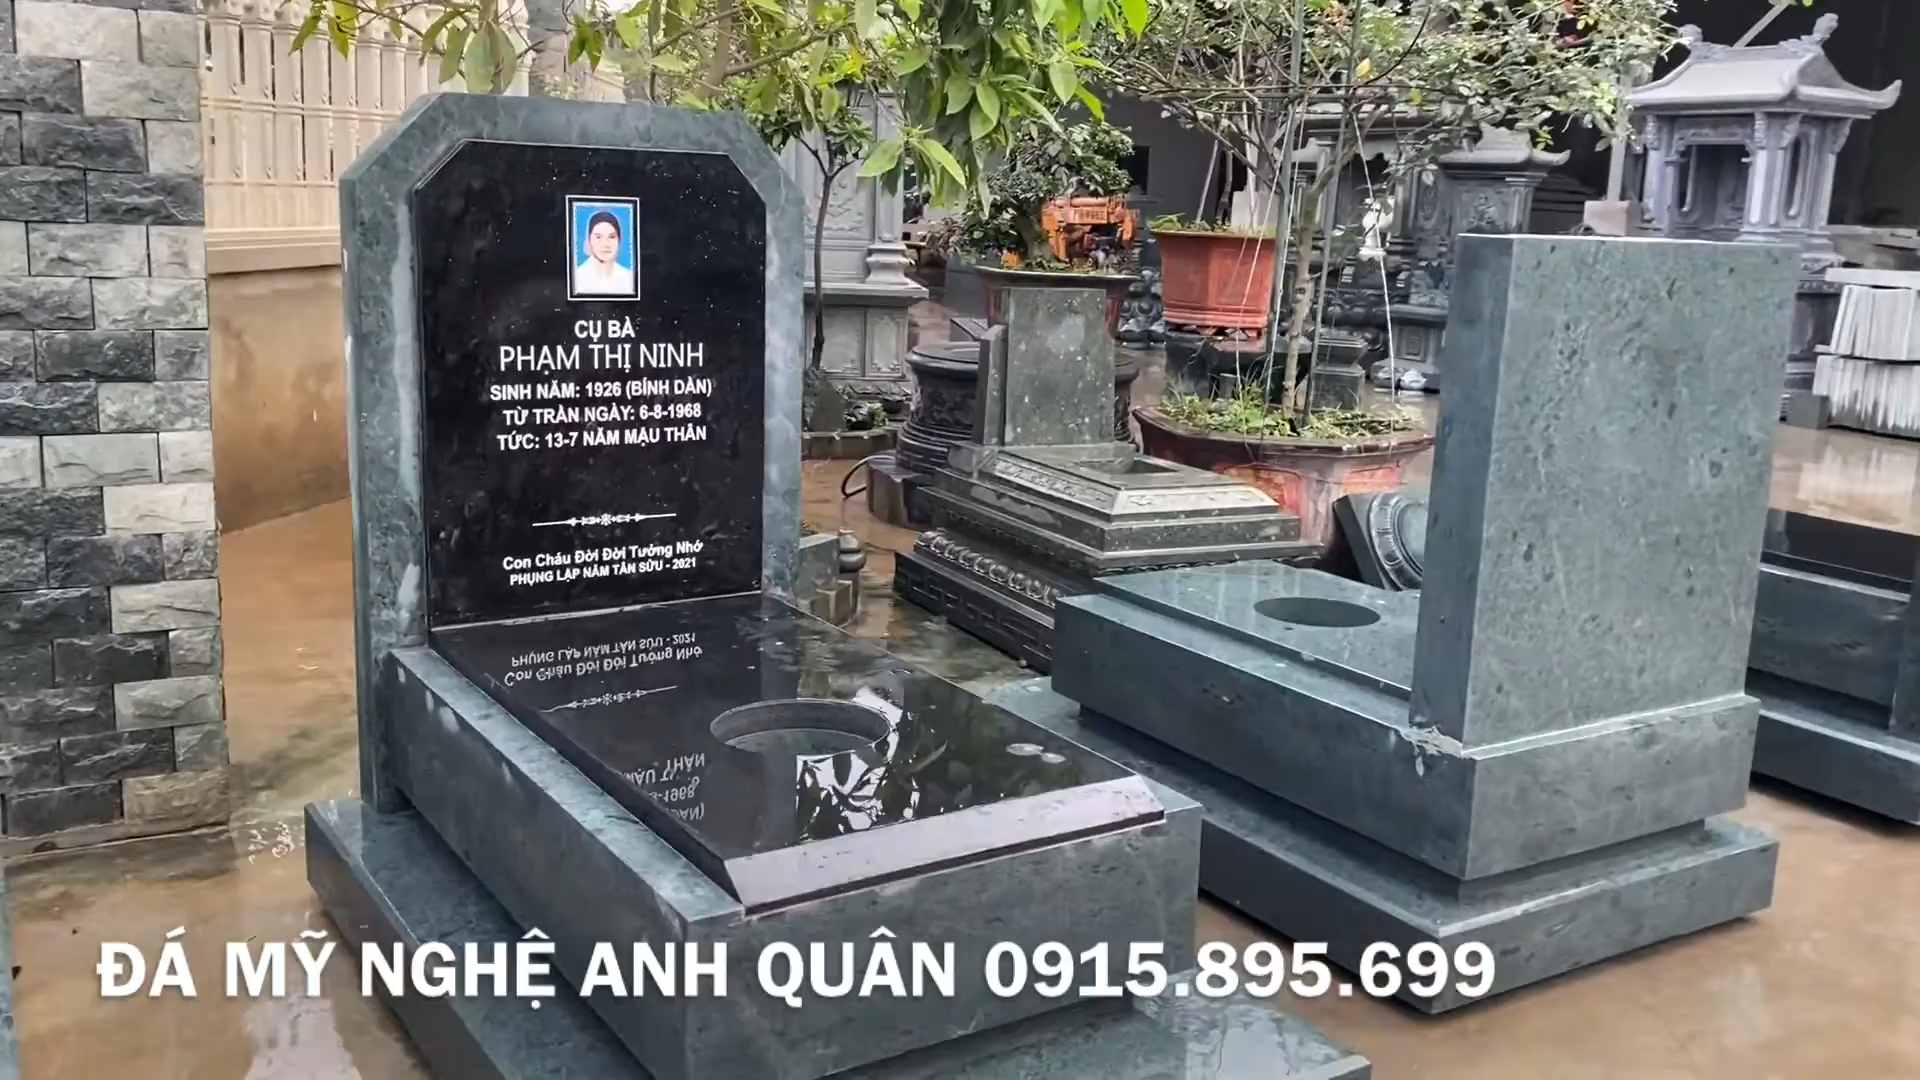 CỤ BÀ
PHẠM THỊ NINH
SINH NĂM: 1926 (BÍNH DẦN)
TỪ TRẦN NGÀY: 6-8-1968
TỨC: 13-7 NĂM MẬU THÂN
Con Cháu Đời Đời Tưởng Nhớ
PHỤNG LẬP NĂM TÂN SỬU - 2021
ĐÁ MỸ NGHỆ ANH QUÂN 0915.895.699